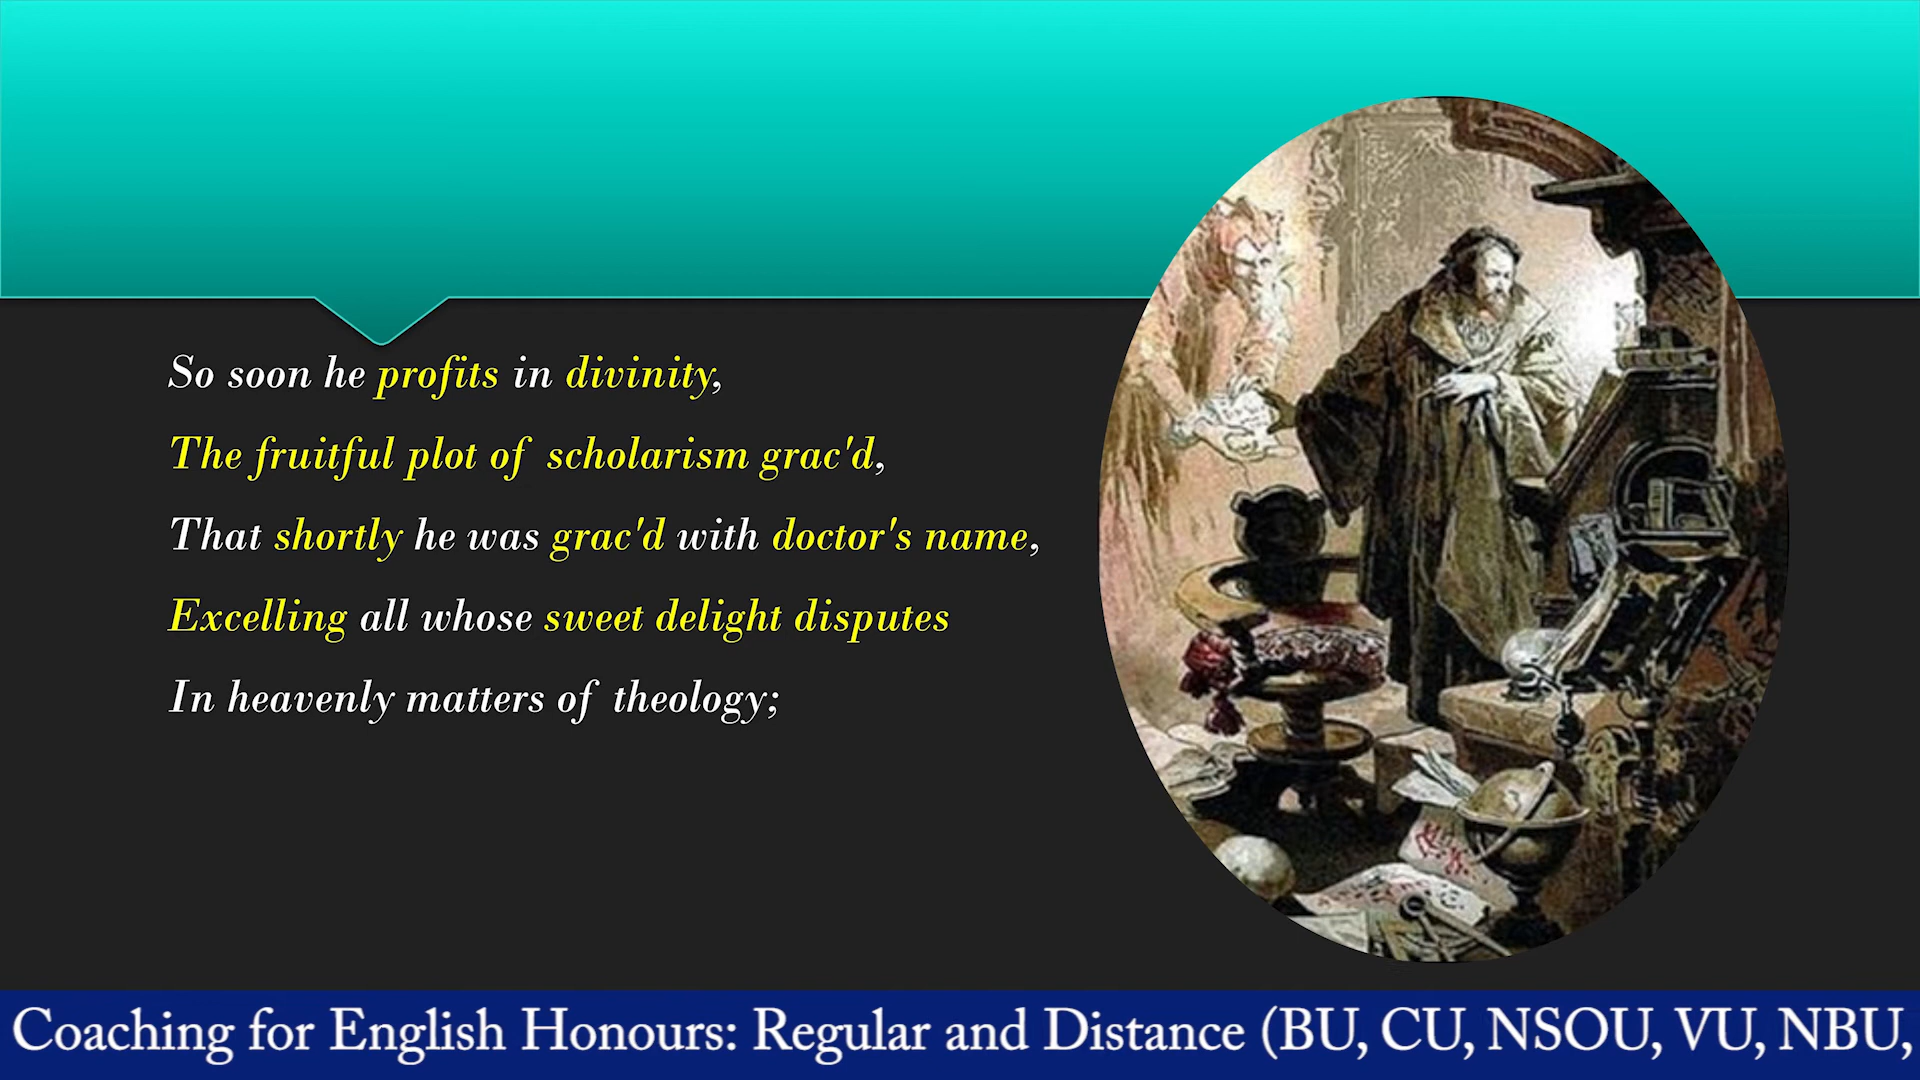 So soon he profits in divinity,
The fruitful plot of scholarism grac'd,
That shortly he was grac'd with doctor's name,
Excelling all whose sweet delight disputes
In heavenly matters of theology;
Coaching for English Honours: Regular and Distance (BU, CU, NSOU, VU, NBU,